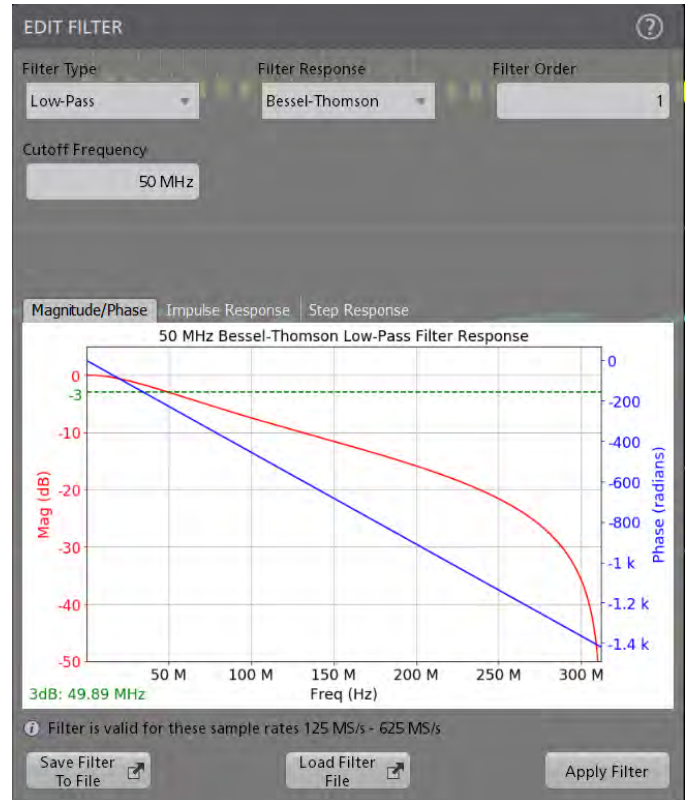 EDIT FILTER
?
Filter Type Filter Response Filter Order
Low-Pass Bessel-Thomson 1
Cutoff Frequency
50 MHz
Magnitude/Phase Impulse Response Step Response
50 MHz Bessel-Thomson Low-Pass Filter Response
Mag (dB)
0
-3
-10
-20
-30
-40
-50
0
-200
-400
-600
-800
-1 k
-1.2 k
-1.4 k
Phase (radians)
50 M 100 M 150 M 200 M 250 M 300 M
3dB: 49.89 MHz Freq (Hz)
i Filter is valid for these sample rates 125 MS/s - 625 MS/s
Save Filter
To File
Load Filter
File
Apply Filter